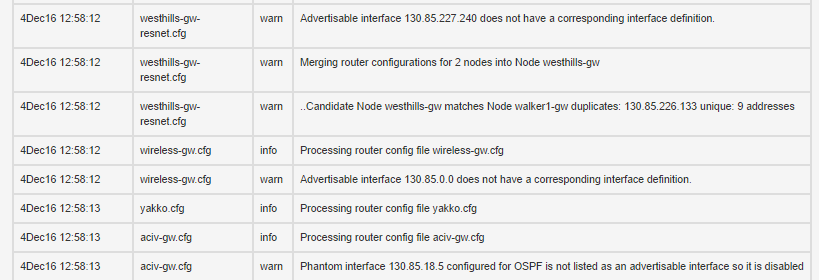 4Dec16 12:58:12 westhills-gw- warn Advertisable interface 130.85.227.240 does not have a corresponding interface definition.
resnet.cfg
4Dec16 12:58:12 westhills-gw- warn Merging router configurations for 2 nodes into Node westhills-gw
resnet.cfg
4Dec16 12:58:12 westhills-gw- warn ..Candidate Node westhills-gw matches Node walker1-gw duplicates: 130.85.226.133 unique: 9 addresses
resnet.cfg
4Dec16 12:58:12 wireless-gw.cfg info Processing router config file wireless-gw.cfg
4Dec16 12:58:12 wireless-gw.cfg warn Advertisable interface 130.85.0.0 does not have a corresponding interface definition.
4Dec16 12:58:13 yakko.cfg info Processing router config file yakko.cfg
4Dec16 12:58:13 aciv-gw.cfg info Processing router config file aciv-gw.cfg
4Dec16 12:58:13 aciv-gw.cfg warn Phantom interface 130.85.18.5 configured for OSPF is not listed as an advertisable interface so it is disabled